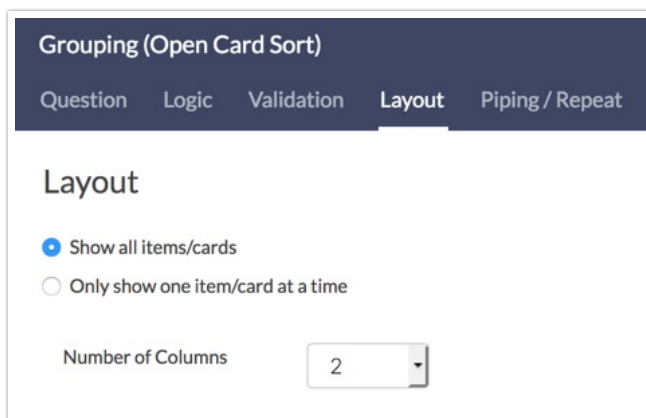 Grouping (Open Card Sort)
Question Logic Validation Layout Piping / Repeat
Layout
Show all items/cards
Only show one item/card at a time
Number of Columns 2